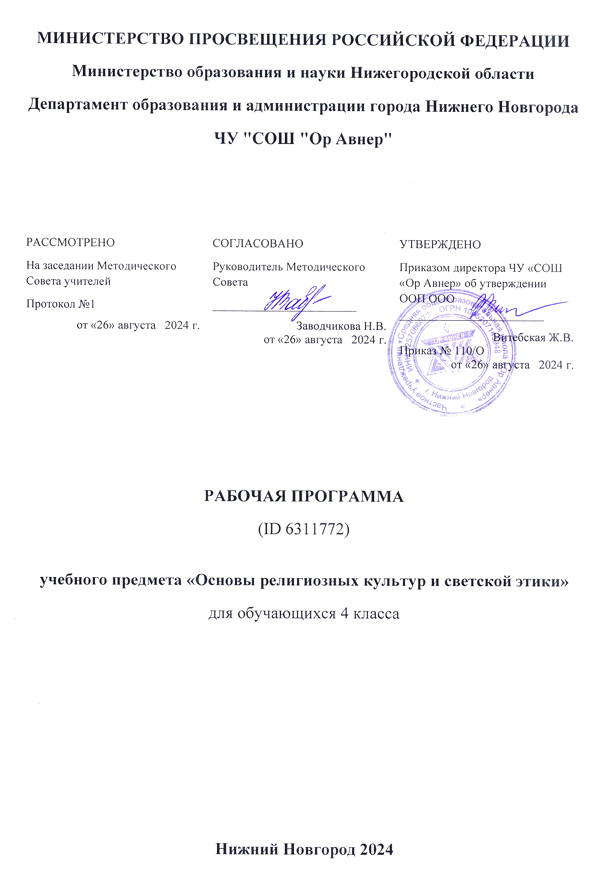 МИНИСТЕРСТВО ПРОСВЕЩЕНИЯ РОССИЙСКОЙ ФЕДЕРАЦИИ
Министерство образования и науки Нижегородской области
Департамент образования и администрации города Нижнего Новгорода
ЧУ "СОШ "Ор Авнер"
РАССМОТРЕНО
На заседании Методического
Совета учителей
Протокол №1
от «26» августа 2024 г.
СОГЛАСОВАНО
Руководитель Методического
Совета
Заводчикова Н.В.
от «26» августа 2024 г.
УТВЕРЖДЕНО
Приказом директора ЧУ «СОШ
«Ор Авнер» об утверждении
ООП ООО
Витебская Ж.В.
Приказ № 110/О
от «26» августа 2024 г.
г. Нижний Новгород
РАБОЧАЯ ПРОГРАММА
(ID 6311772)
учебного предмета «Основы религиозных культур и светской этики»
для обучающихся 4 класса
Нижний Новгород 2024